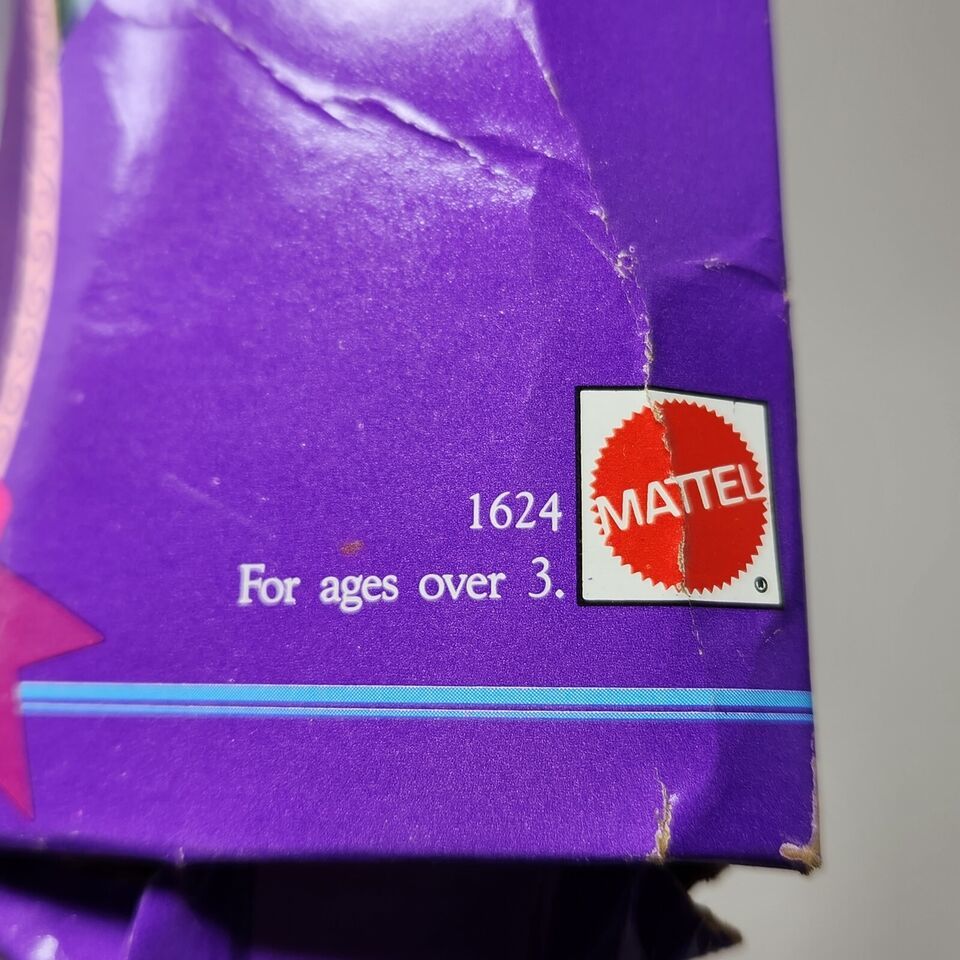 1624
For ages over 3.
MATTEL